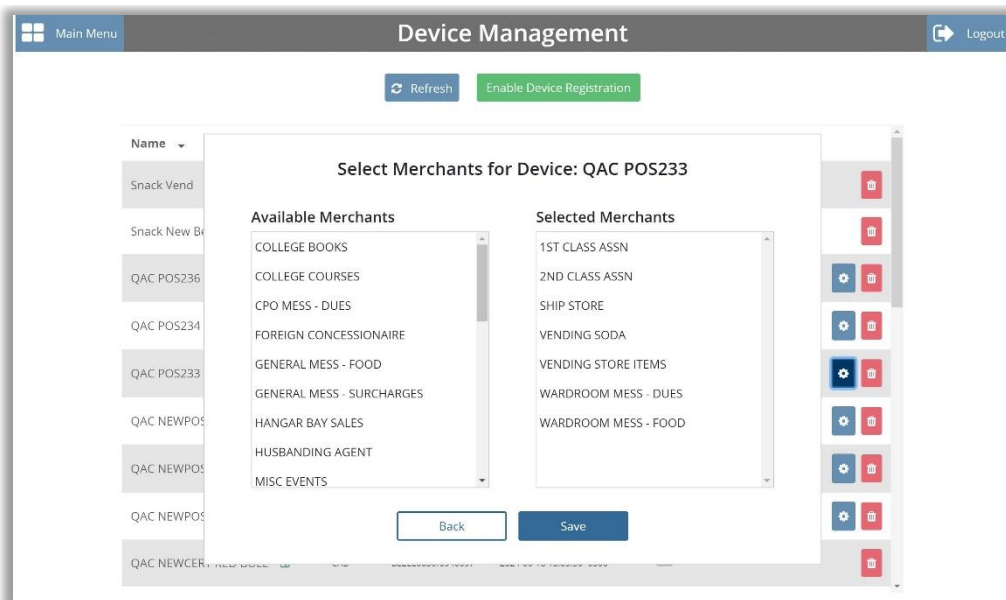 Main Menu
Device Management
Logout
Refresh
Enable Device Registration
Name
Select Merchants for Device: QAC POS233
Snack Vend
Available Merchants
Selected Merchants
Snack New Be
COLLEGE BOOKS
1ST CLASS ASSN
COLLEGE COURSES
2ND CLASS ASSN
QAC POS236
CPO MESS - DUES
SHIP STORE
QAC POS234
FOREIGN CONCESSIONAIRE
VENDING SODA
GENERAL MESS - FOOD
VENDING STORE ITEMS
QAC POS233
GENERAL MESS - SURCHARGES
WARDROOM MESS - DUES
QAC NEWPOS
HANGAR BAY SALES
WARDROOM MESS - FOOD
HUSBANDING AGENT
QAC NEWPOS
MISC EVENTS
QAC NEWPOS
Back
Save
QAC NEWCERT RED BULL